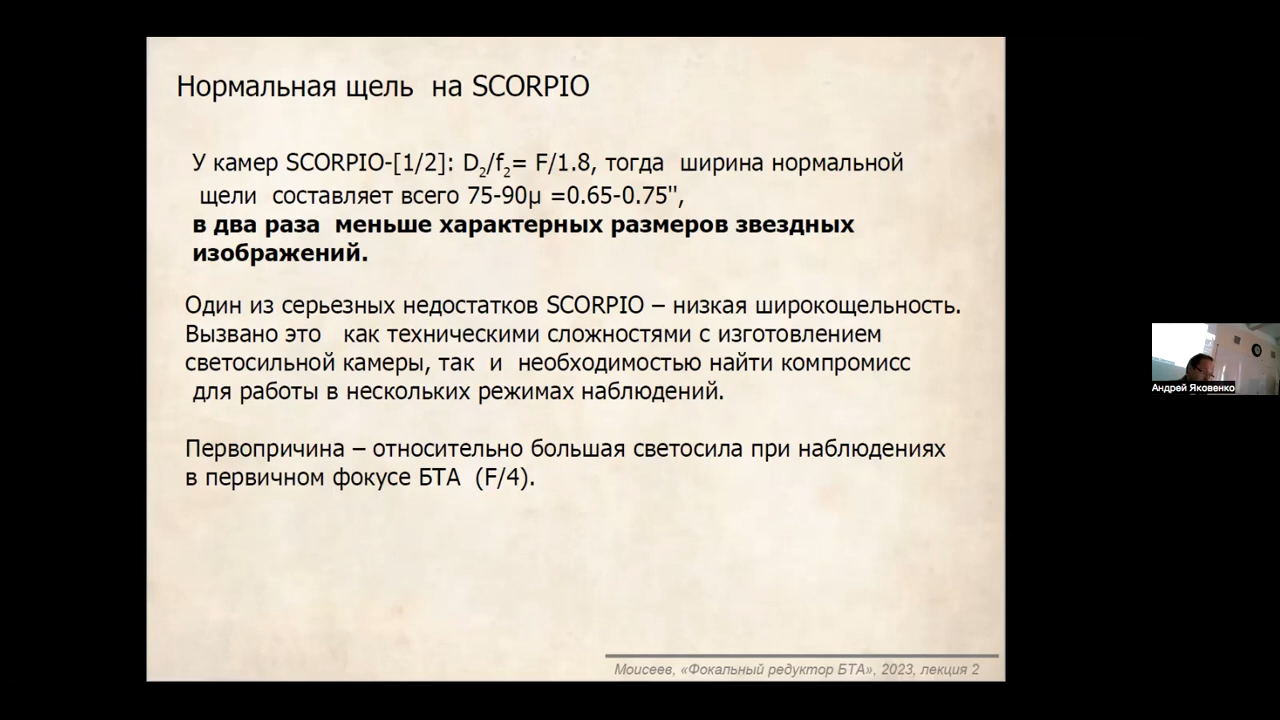 Нормальная щель на SCORPIO
У камер SCORPIO-[1/2]: D2/f2= F/1.8, тогда ширина нормальной
щели составляет всего 75-90μ =0.65-0.75",
в два раза меньше характерных размеров звездных
изображений.
Один из серьезных недостатков SCORPIO – низкая широкощельность.
Вызвано это как техническими сложностями с изготовлением
светосильной камеры, так и необходимостью найти компромисс
для работы в нескольких режимах наблюдений.
Первопричина – относительно большая светосила при наблюдениях
в первичном фокусе БТА (F/4).
Моисеев, «Фокальный редуктор БТА», 2023, лекция 2
Андрей Яковенко